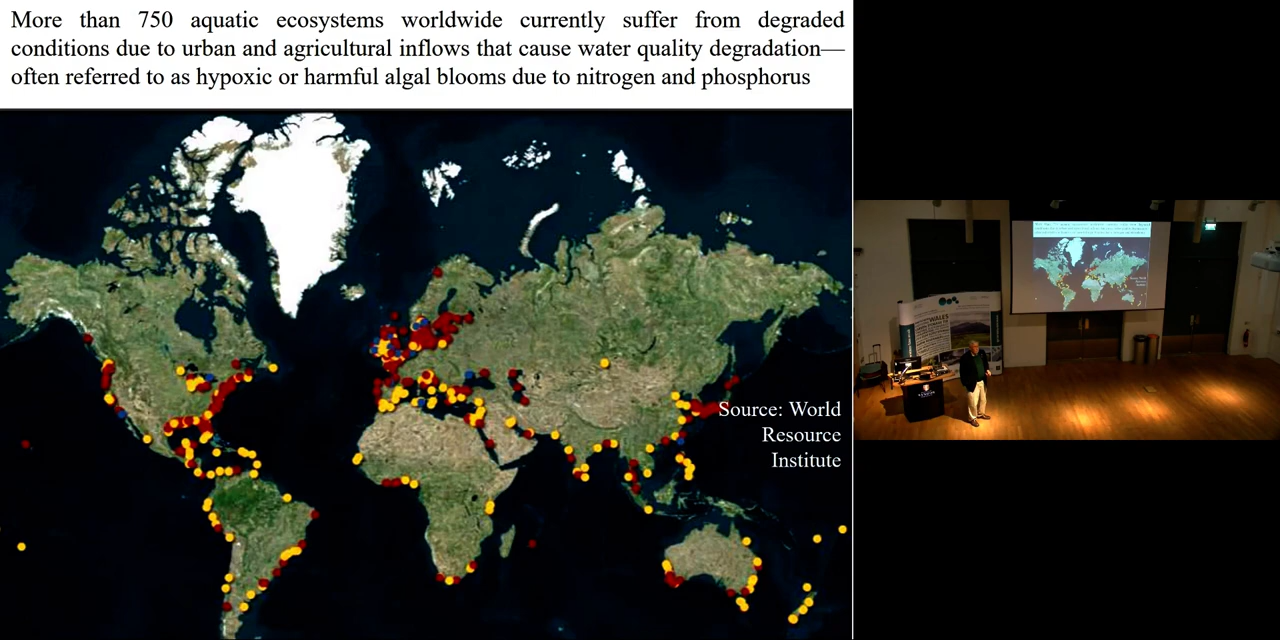 More than 750 aquatic ecosystems worldwide currently suffer from degraded
conditions due to urban and agricultural inflows that cause water quality degradation—
often referred to as hypoxic or harmful algal blooms due to nitrogen and phosphorus
Source: World
Resource
Institute
WALES